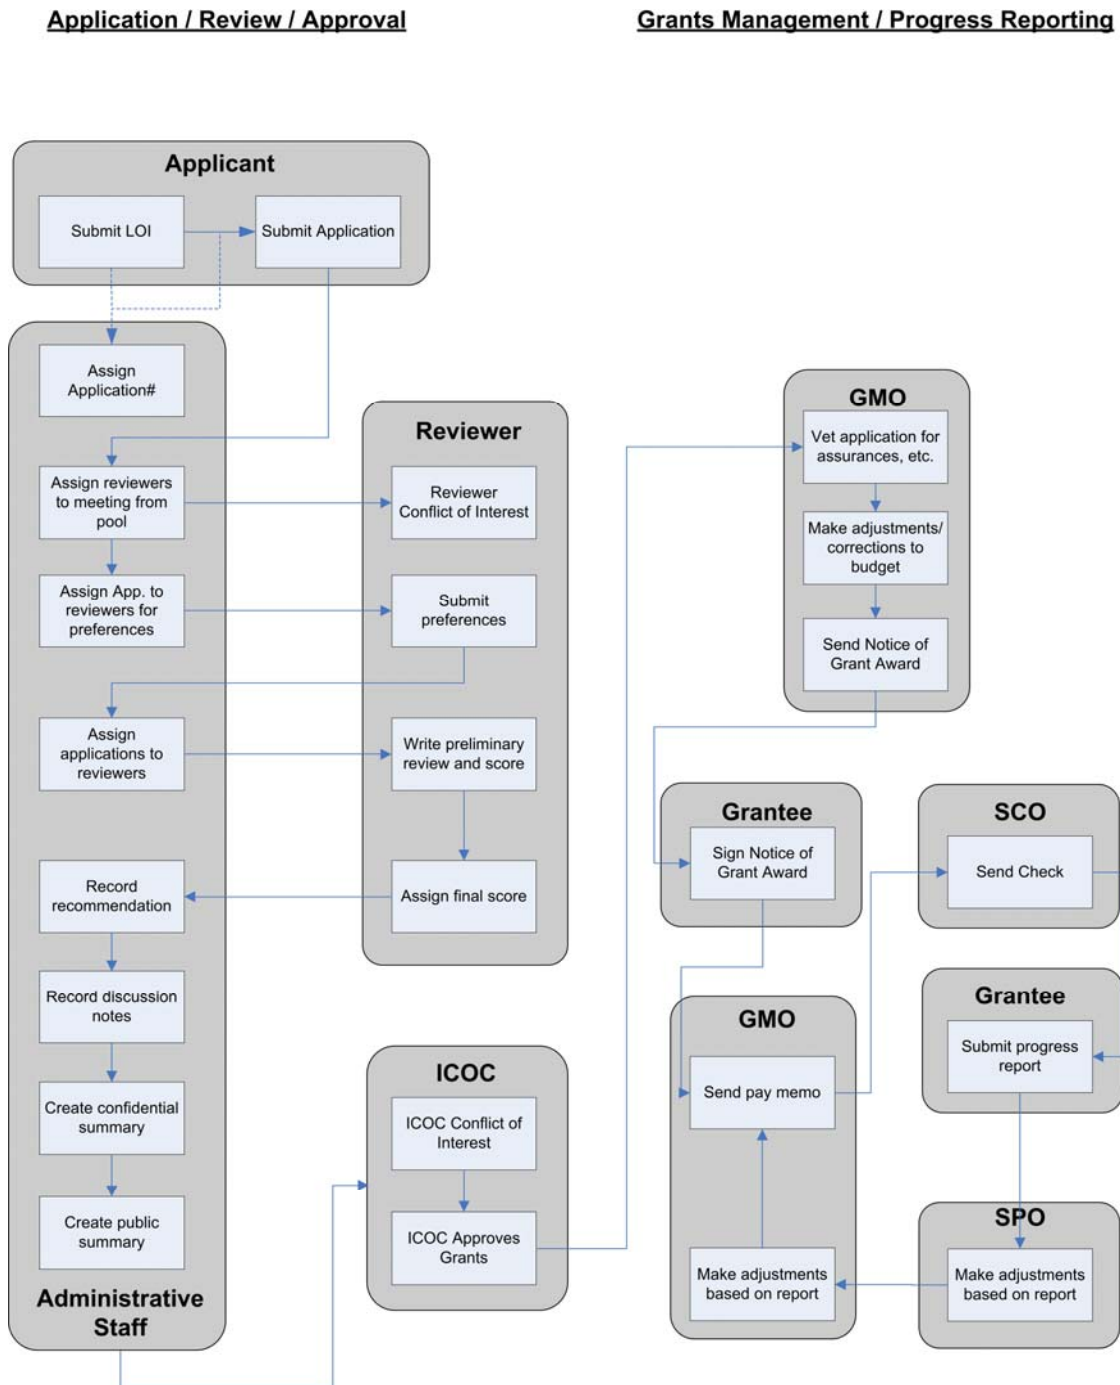 Application / Review / Approval
Grants Management / Progress Reporting
Applicant
Submit LOI
Submit Application
Assign
Application#
Assign reviewers
to meeting from
pool
Assign App. to
reviewers for
preferences
Assign
applications to
reviewers
Record
recommendation
Record discussion
notes
Create confidential
summary
Create public
summary
Administrative
Staff
Reviewer
Reviewer
Conflict of Interest
Submit
preferences
Write preliminary
review and score
Assign final score
ICOC
ICOC Conflict of
Interest
ICOC Approves
Grants
GMO
Vet application for
assurances, etc.
Make adjustments/
corrections to
budget
Send Notice of
Grant Award
Grantee
Sign Notice of
Grant Award
SCO
Send Check
GMO
Send pay memo
Make adjustments
based on report
Grantee
Submit progress
report
SPO
Make adjustments
based on report